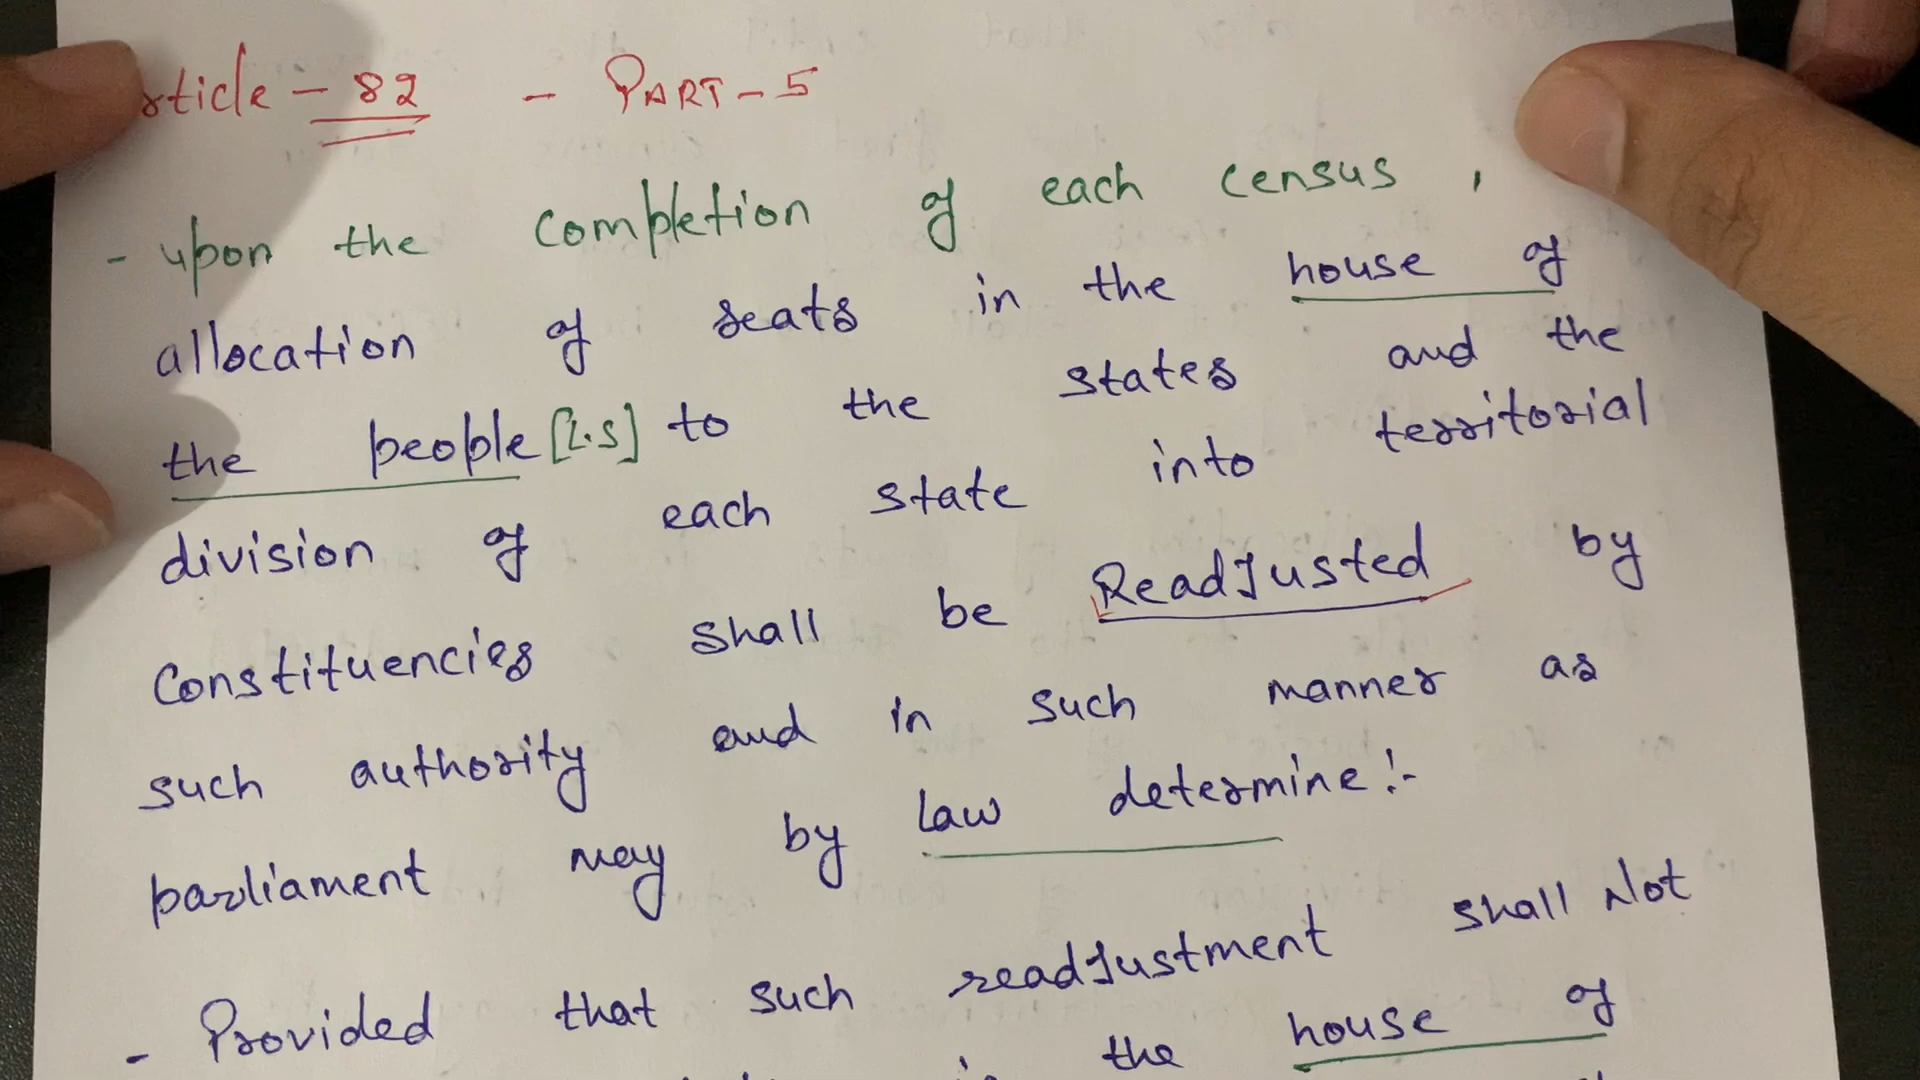 rticle - 82 - PART - 5
- upon the completion of each census,
allocation of seats in the house of
the people [L.S] to the states and the
division of each state into territorial
Constituencies shall be ReadJusted by
such authority and in such manner as
parliament may by law determine :-
- Provided that such readJustment shall Not
the house of